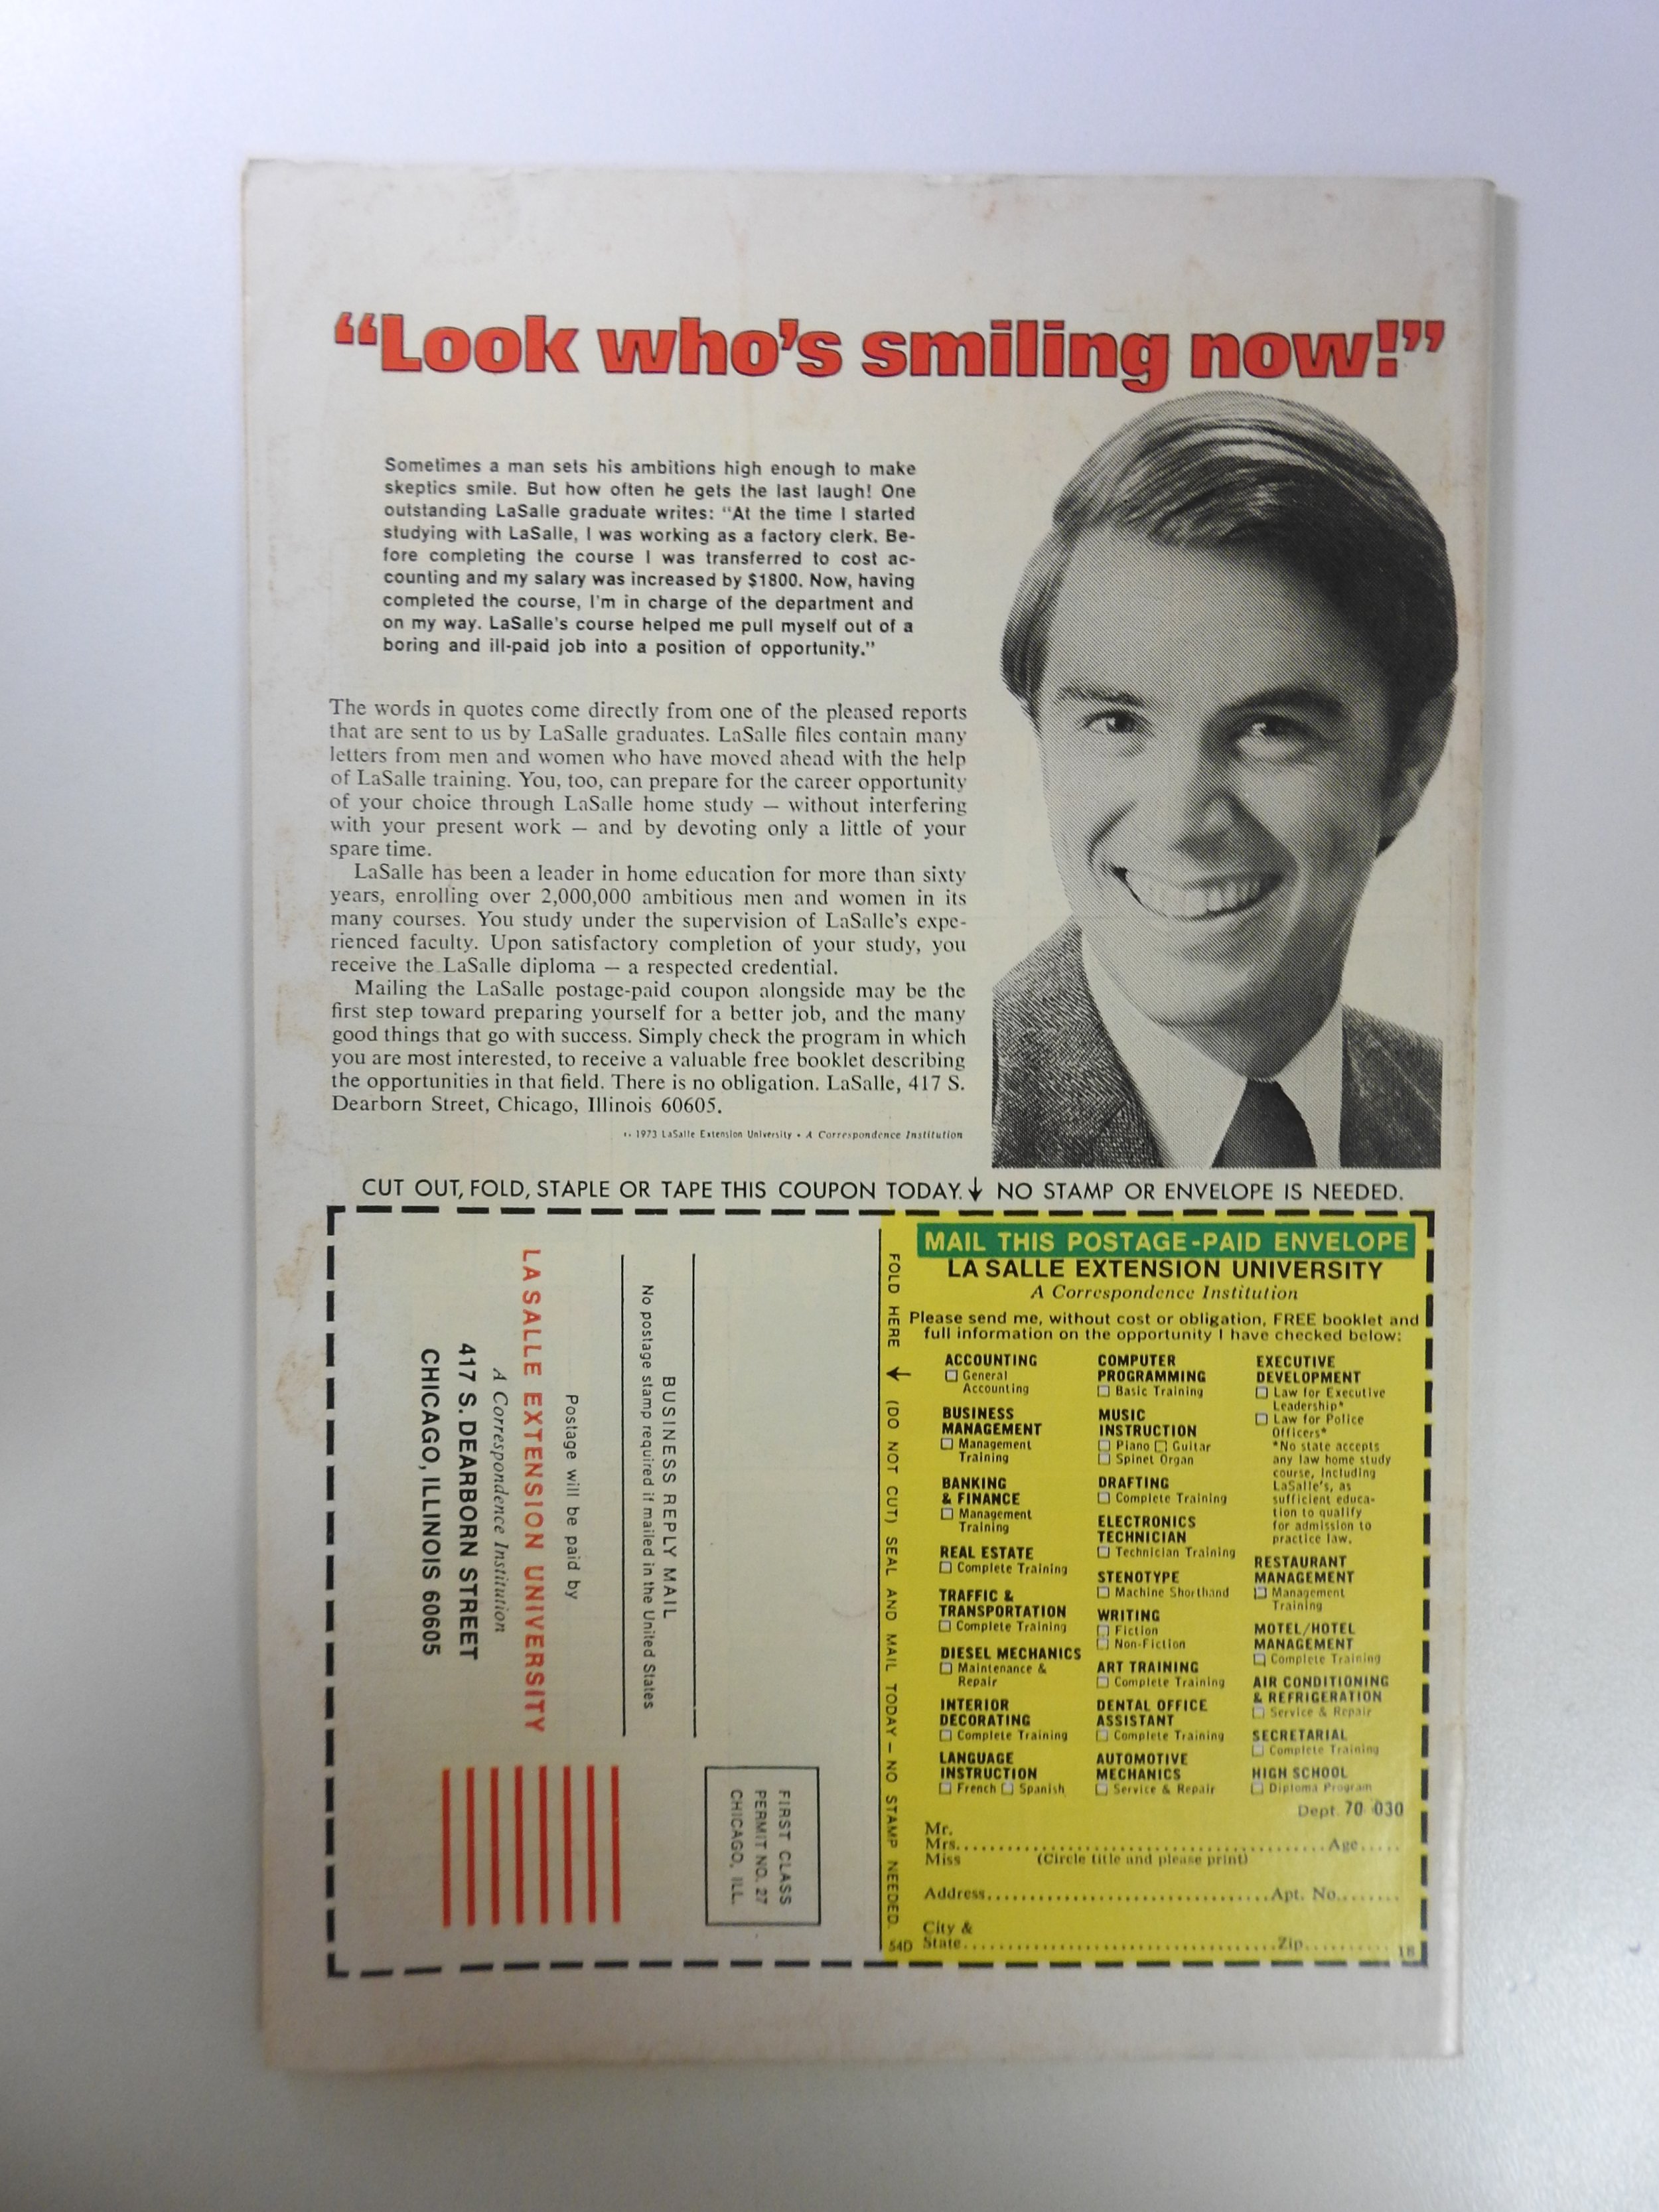 “Look who’s smiling now!”
Sometimes a man sets his ambitions high enough to make
skeptics smile. But how often he gets the last laugh! One
outstanding LaSalle graduate writes: “At the time I started
studying with LaSalle, I was working as a factory clerk. Be-
fore completing the course I was transferred to cost ac-
counting and my salary was increased by $1800. Now, having
completed the course, I’m in charge of the department and
on my way. LaSalle’s course helped me pull myself out of a
boring and ill-paid job into a position of opportunity.”
The words in quotes come directly from one of the pleased reports
that are sent to us by LaSalle graduates. LaSalle files contain many
letters from men and women who have moved ahead with the help
of LaSalle training. You, too, can prepare for the career opportunity
of your choice through LaSalle home study — without interfering
with your present work — and by devoting only a little of your
spare time.
LaSalle has been a leader in home education for more than sixty
years, enrolling over 2,000,000 ambitious men and women in its
many courses. You study under the supervision of LaSalle’s expe-
rienced faculty. Upon satisfactory completion of your study, you
receive the LaSalle diploma — a respected credential.
Mailing the LaSalle postage-paid coupon alongside may be the
first step toward preparing yourself for a better job, and the many
good things that go with success. Simply check the program in which
you are most interested, to receive a valuable free booklet describing
the opportunities in that field. There is no obligation. LaSalle, 417 S.
Dearborn Street, Chicago, Illinois 60605.
1973 LaSalle Extension University • A Correspondence Institution
CUT OUT, FOLD, STAPLE OR TAPE THIS COUPON TODAY. ↓ NO STAMP OR ENVELOPE IS NEEDED.
FIRST CLASS
PERMIT NO. 27
CHICAGO, ILL.
BUSINESS REPLY MAIL
No postage stamp required if mailed in the United States
Postage will be paid by
LASALLE EXTENSION UNIVERSITY
A Correspondence Institution
417 S. DEARBORN STREET
CHICAGO, ILLINOIS 60605
FOLD HERE (DO NOT CUT) SEAL AND MAIL TODAY — NO STAMP NEEDED.
MAIL THIS POSTAGE-PAID ENVELOPE
LA SALLE EXTENSION UNIVERSITY
A Correspondence Institution
Please send me, without cost or obligation, FREE booklet and
full information on the opportunity I have checked below:
ACCOUNTING
☐ General
Accounting
BUSINESS
MANAGEMENT
☐ Management
Training
BANKING
& FINANCE
☐ Management
Training
REAL ESTATE
☐ Complete Training
TRAFFIC &
TRANSPORTATION
☐ Complete Training
DIESEL MECHANICS
☐ Maintenance &
Repair
INTERIOR
DECORATING
☐ Complete Training
LANGUAGE
INSTRUCTION
☐ French ☐ Spanish
COMPUTER
PROGRAMMING
☐ Basic Training
MUSIC
INSTRUCTION
☐ Piano ☐ Guitar
☐ Spinet Organ
DRAFTING
☐ Complete Training
ELECTRONICS
TECHNICIAN
☐ Technician Training
STENOTYPE
☐ Machine Shorthand
WRITING
☐ Fiction
☐ Non-Fiction
ART TRAINING
☐ Complete Training
DENTAL OFFICE
ASSISTANT
☐ Complete Training
AUTOMOTIVE
MECHANICS
☐ Service & Repair
EXECUTIVE
DEVELOPMENT
☐ Law for Executive
Leadership*
☐ Law for Police
Officers*
*No state accepts
any law home study
course, including
LaSalle’s, as
sufficient educa-
tion to qualify
for admission to
practice law.
RESTAURANT
MANAGEMENT
☐ Management
Training
MOTEL/HOTEL
MANAGEMENT
☐ Complete Training
AIR CONDITIONING
& REFRIGERATION
☐ Service & Repair
SECRETARIAL
☐ Complete Training
HIGH SCHOOL
☐ Diploma Program
Dept. 70-030
Mr.
Mrs. Age
Miss (Circle title and please print)
Address Apt. No.
City &
State Zip
54D 18